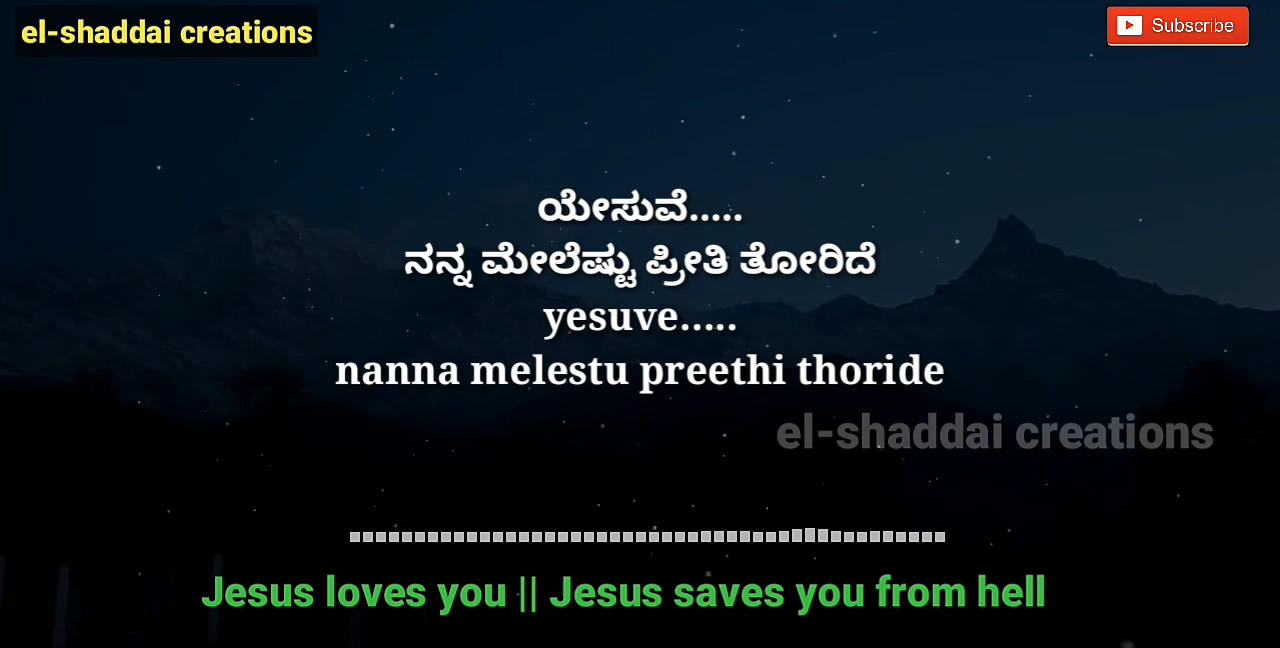 el-shaddai creations
Subscribe
ಯೇಸುವೆ.....
ನನ್ನ ಮೇಲೆಷ್ಟು ಪ್ರೀತಿ ತೋರಿದೆ
yesuve.....
nanna melestu preethi thoride
el-shaddai creations
Jesus loves you || Jesus saves you from hell